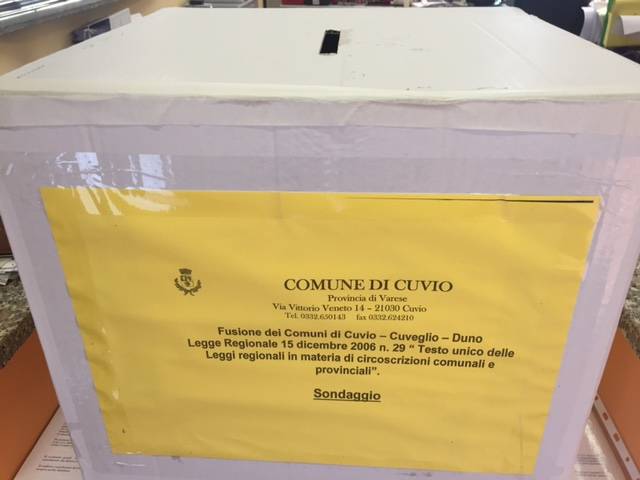 COMUNE DI CUVIO
Provincia di Varese
Via Vittorio Veneto 14 – 21030 Cuvio
Tel. 0332.650143 fax 0332.624210
Fusione dei Comuni di Cuvio – Cuveglio – Duno
Legge Regionale 15 dicembre 2006 n. 29 “ Testo unico delle
Leggi regionali in materia di circoscrizioni comunali e
provinciali”.
Sondaggio